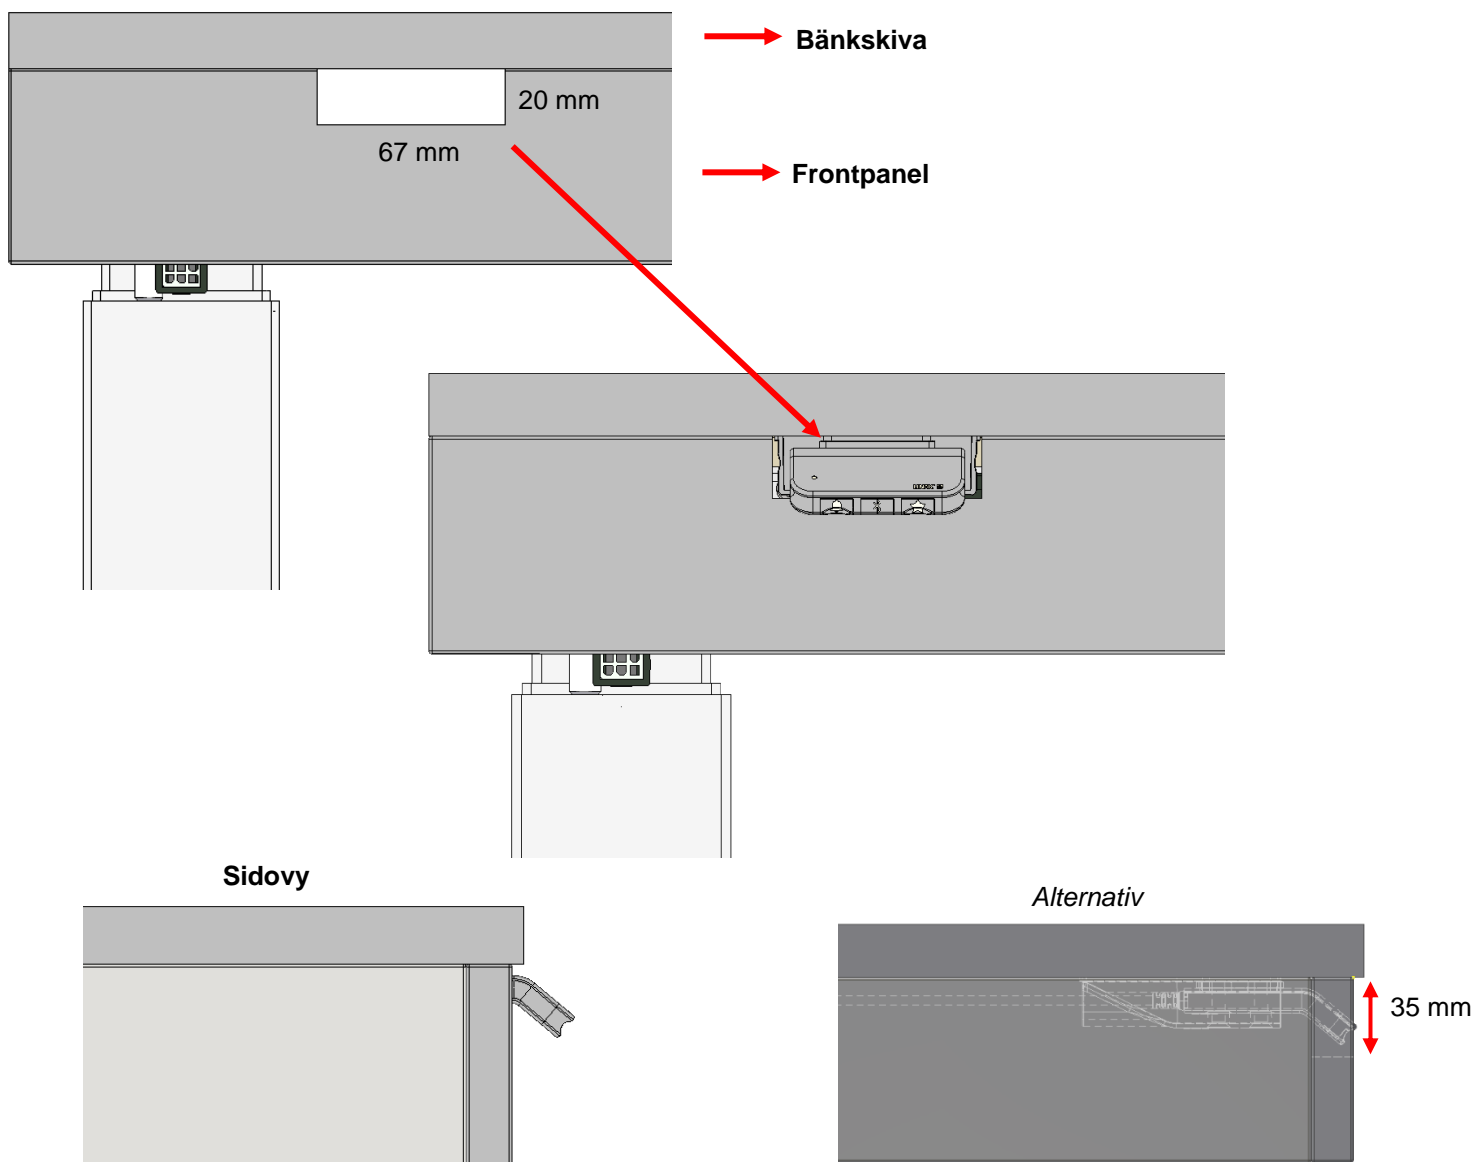 Bänkskiva
20 mm
67 mm
Frontpanel
Sidovy
Alternativ
35 mm